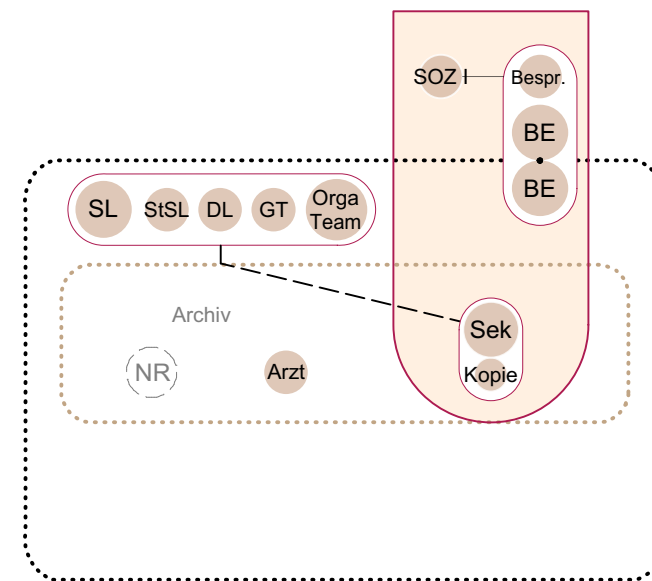 SOZ
Bespr.
BE
BE
SL
StSL
DL
GT
Orga
Team
Archiv
Sek
NR
Arzt
Kopie